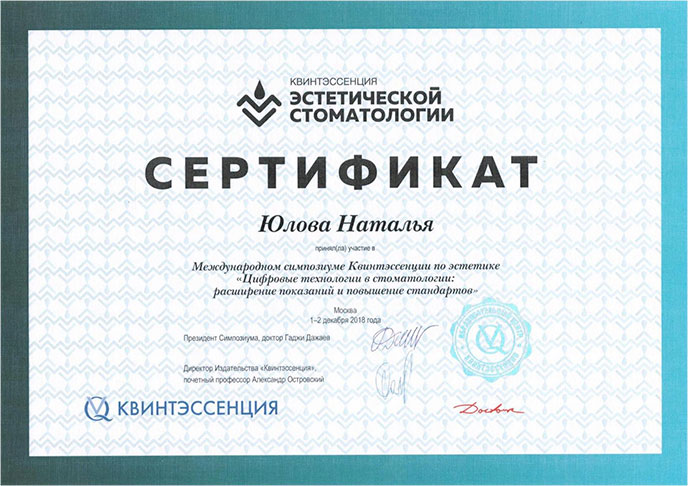 КВИНТЭССЕНЦИЯ
ЭСТЕТИЧЕСКОЙ
СТОМАТОЛОГИИ
СЕРТИФИКАТ
Юлова Наталья
принял(ла) участие в
Международном симпозиуме Квинтэссенции по эстетике
«Цифровые технологии в стоматологии:
расширение показаний и повышение стандартов»
Москва
1–2 декабря 2018 года
Президент Симпозиума, доктор Гаджи Дажаев
Директор Издательства «Квинтэссенция»,
почетный профессор Александр Островский
КВИНТЭССЕНЦИЯ